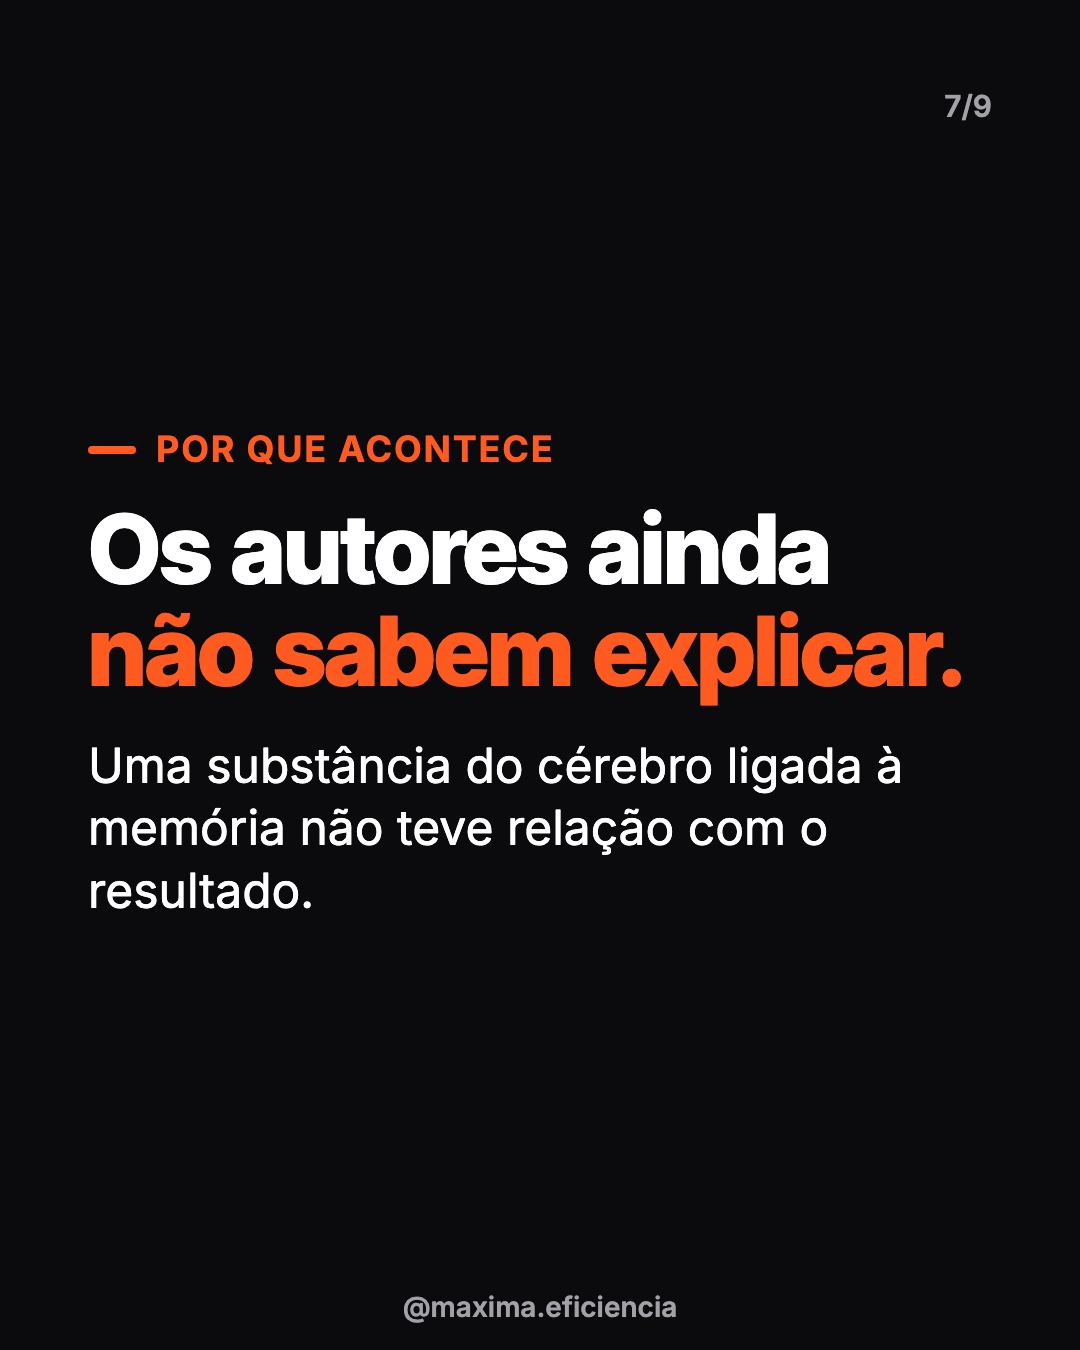 7/9
POR QUE ACONTECE
Os autores ainda
não sabem explicar.
Uma substância do cérebro ligada à
memória não teve relação com o
resultado.
@maxima.eficiencia